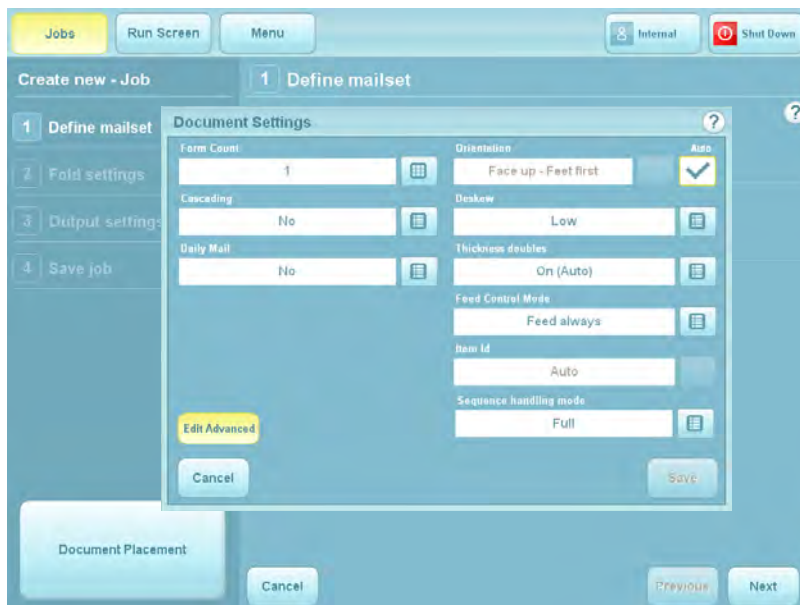 Jobs
Run Screen
Menu
Internal
Shut Down
Create new - Job
1 Define mailset
?
1 Define mailset
2 Fold settings
3 Output settings
4 Save job
Document Settings
?
Form Count
1
Cascading
No
Daily Mail
No
Orientation
Auto
Face up - Feet first
Deskew
Low
Thickness doubles
On (Auto)
Feed Control Mode
Feed always
Item Id
Auto
Sequence handling mode
Full
Edit Advanced
Cancel
Save
Document Placement
Cancel
Previous
Next